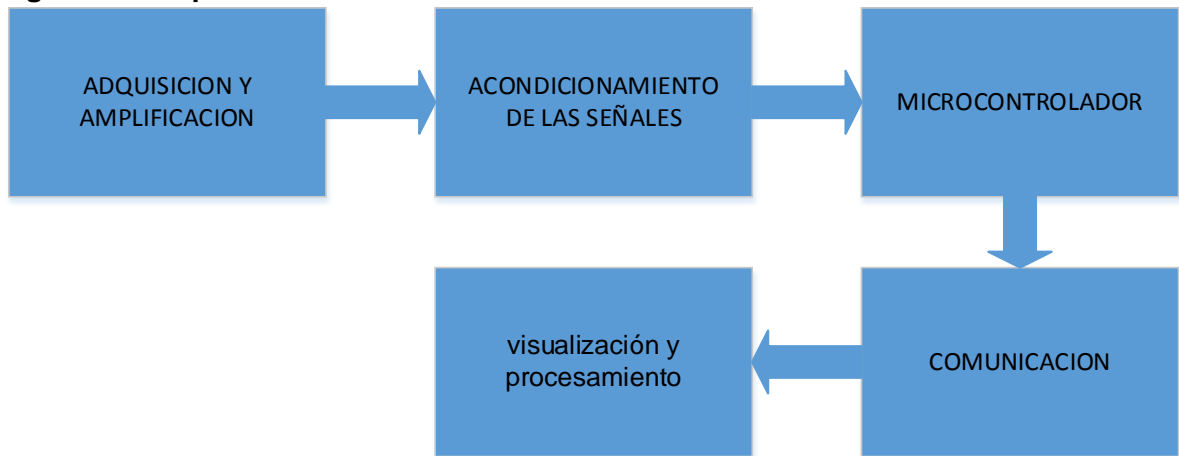 ADQUISICION Y
AMPLIFICACION
ACONDICIONAMIENTO
DE LAS SEÑALES
MICROCONTROLADOR
COMUNICACION
visualización y
procesamiento